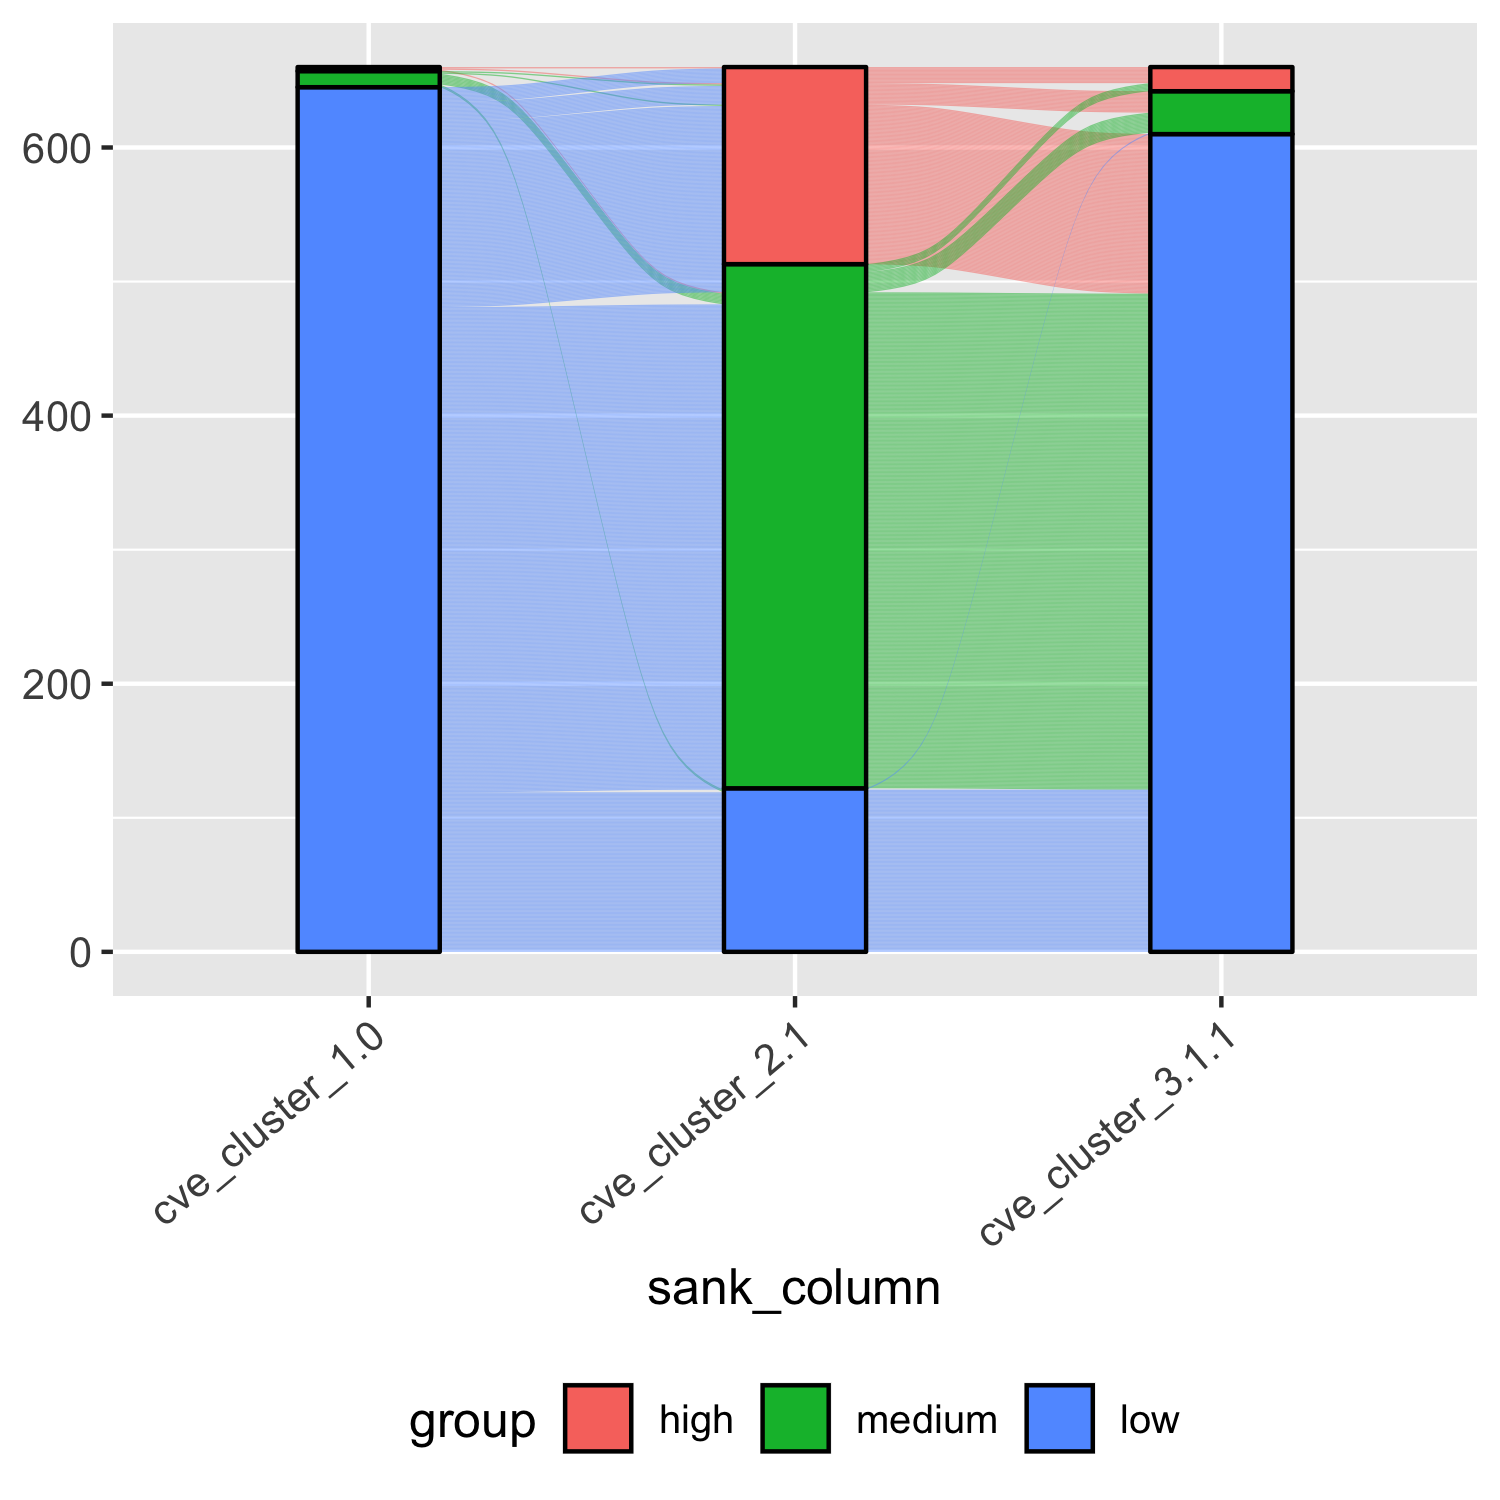 600
400
200
0
cve_cluster_1.0
cve_cluster_2.1
cve_cluster_3.1.1
sank_column
group high medium low